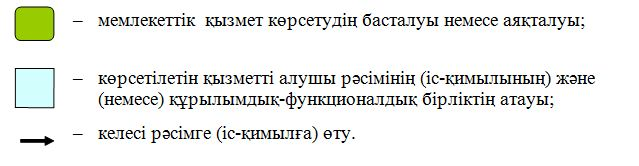 – мемлекеттік қызмет көрсетудің басталуы немесе аяқталуы;
– көрсетілетін қызметті алушы рәсімінің (іс-қимылының) және
(немесе) құрылымдық-функционалдық бірліктің атауы;
– келесі рәсімге (іс-қимылға) өту.